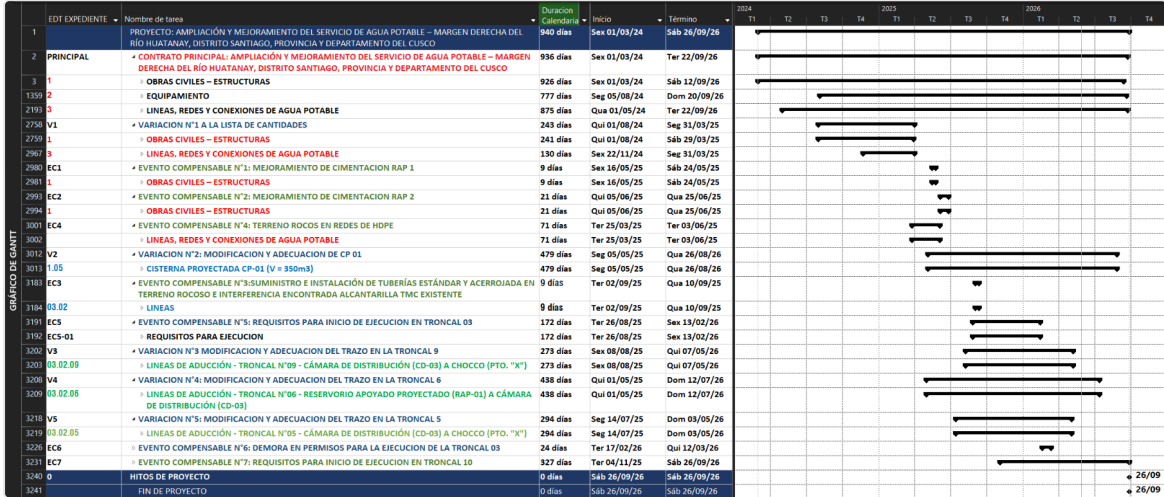 GRÁFICO DE GANTT
EDT EXPEDIENTE Nombre de tarea Duracion Calendaria Início Término
2024 2025 2026
T1 T2 T3 T4 T1 T2 T3 T4 T1 T2 T3 T4
1 PROYECTO: AMPLIACIÓN Y MEJORAMIENTO DEL SERVICIO DE AGUA POTABLE – MARGEN DERECHA DEL 940 días Sex 01/03/24 Sáb 26/09/26
RÍO HUATANAY, DISTRITO SANTIAGO, PROVINCIA Y DEPARTAMENTO DEL CUSCO
2 PRINCIPAL CONTRATO PRINCIPAL: AMPLIACIÓN Y MEJORAMIENTO DEL SERVICIO DE AGUA POTABLE – MARGEN 936 días Sex 01/03/24 Ter 22/09/26
DERECHA DEL RÍO HUATANAY, DISTRITO SANTIAGO, PROVINCIA Y DEPARTAMENTO DEL CUSCO
3 1 OBRAS CIVILES – ESTRUCTURAS 926 días Sex 01/03/24 Sáb 12/09/26
1359 2 EQUIPAMIENTO 777 días Seg 05/08/24 Dom 20/09/26
2193 3 LINEAS, REDES Y CONEXIONES DE AGUA POTABLE 875 días Qua 01/05/24 Ter 22/09/26
2758 V1 VARIACION N°1 A LA LISTA DE CANTIDADES 243 días Qui 01/08/24 Seg 31/03/25
2759 1 OBRAS CIVILES – ESTRUCTURAS 241 días Qui 01/08/24 Sáb 29/03/25
2967 3 LINEAS, REDES Y CONEXIONES DE AGUA POTABLE 130 días Sex 22/11/24 Seg 31/03/25
2980 EC1 EVENTO COMPENSABLE N°1: MEJORAMIENTO DE CIMENTACION RAP 1 9 días Sex 16/05/25 Sáb 24/05/25
2981 1 OBRAS CIVILES – ESTRUCTURAS 9 días Sex 16/05/25 Sáb 24/05/25
2993 EC2 EVENTO COMPENSABLE N°2: MEJORAMIENTO DE CIMENTACION RAP 2 21 días Qui 05/06/25 Qua 25/06/25
2994 1 OBRAS CIVILES – ESTRUCTURAS 21 días Qui 05/06/25 Qua 25/06/25
3001 EC4 EVENTO COMPENSABLE N°4: TERRENO ROCOS EN REDES DE HDPE 71 días Ter 25/03/25 Ter 03/06/25
3002 LINEAS, REDES Y CONEXIONES DE AGUA POTABLE 71 días Ter 25/03/25 Ter 03/06/25
3012 V2 VARIACION N°2: MODIFICACION Y ADECUACION DE CP 01 479 días Seg 05/05/25 Qua 26/08/26
3013 1.05 CISTERNA PROYECTADA CP-01 (V = 350m3) 479 días Seg 05/05/25 Qua 26/08/26
3183 EC3 EVENTO COMPENSABLE N°3:SUMINISTRO E INSTALACIÓN DE TUBERÍAS ESTÁNDAR Y ACERROJADA EN 9 días Ter 02/09/25 Qua 10/09/25
TERRENO ROCOSO E INTERFERENCIA ENCONTRADA ALCANTARILLA TMC EXISTENTE
3184 03.02 LINEAS 9 días Ter 02/09/25 Qua 10/09/25
3191 EC5 EVENTO COMPENSABLE N°5: REQUISITOS PARA INICIO DE EJECUCION EN TRONCAL 03 172 días Ter 26/08/25 Sex 13/02/26
3192 EC5-01 REQUISITOS PARA EJECUCION 172 días Ter 26/08/25 Sex 13/02/26
3202 V3 VARIACION N°3 MODIFICACION Y ADECUACION DEL TRAZO EN LA TRONCAL 9 273 días Sex 08/08/25 Qui 07/05/26
3203 03.02.09 LINEAS DE ADUCCIÓN - TRONCAL N°09 - CÁMARA DE DISTRIBUCIÓN (CD-03) A CHOCCO (PTO. "X") 273 días Sex 08/08/25 Qui 07/05/26
3208 V4 VARIACION N°4: MODIFICACION Y ADECUACION DEL TRAZO EN LA TRONCAL 6 438 días Qui 01/05/25 Dom 12/07/26
3209 03.02.06 LINEAS DE ADUCCIÓN - TRONCAL N°06 - RESERVORIO APOYADO PROYECTADO (RAP-01) A CÁMARA 438 días Qui 01/05/25 Dom 12/07/26
DE DISTRIBUCIÓN (CD-03)
3218 V5 VARIACION N°5: MODIFICACION Y ADECUACION DEL TRAZO EN LA TRONCAL 5 294 días Seg 14/07/25 Dom 03/05/26
3219 03.02.05 LINEAS DE ADUCCIÓN - TRONCAL N°05 - CÁMARA DE DISTRIBUCIÓN (CD-03) A CHOCCO (PTO. "X") 294 días Seg 14/07/25 Dom 03/05/26
3226 EC6 EVENTO COMPENSABLE N°6: DEMORA EN PERMISOS PARA LA EJECUCION DE LA TRONCAL 03 24 días Ter 17/02/26 Qui 12/03/26
3231 EC7 EVENTO COMPENSABLE N°7: REQUISITOS PARA INICIO DE EJECUCION EN TRONCAL 10 327 días Ter 04/11/25 Sáb 26/09/26
3240 0 HITOS DE PROYECTO 0 días Sáb 26/09/26 Sáb 26/09/26 26/09
3241 FIN DE PROYECTO 0 días Sáb 26/09/26 Sáb 26/09/26 26/09